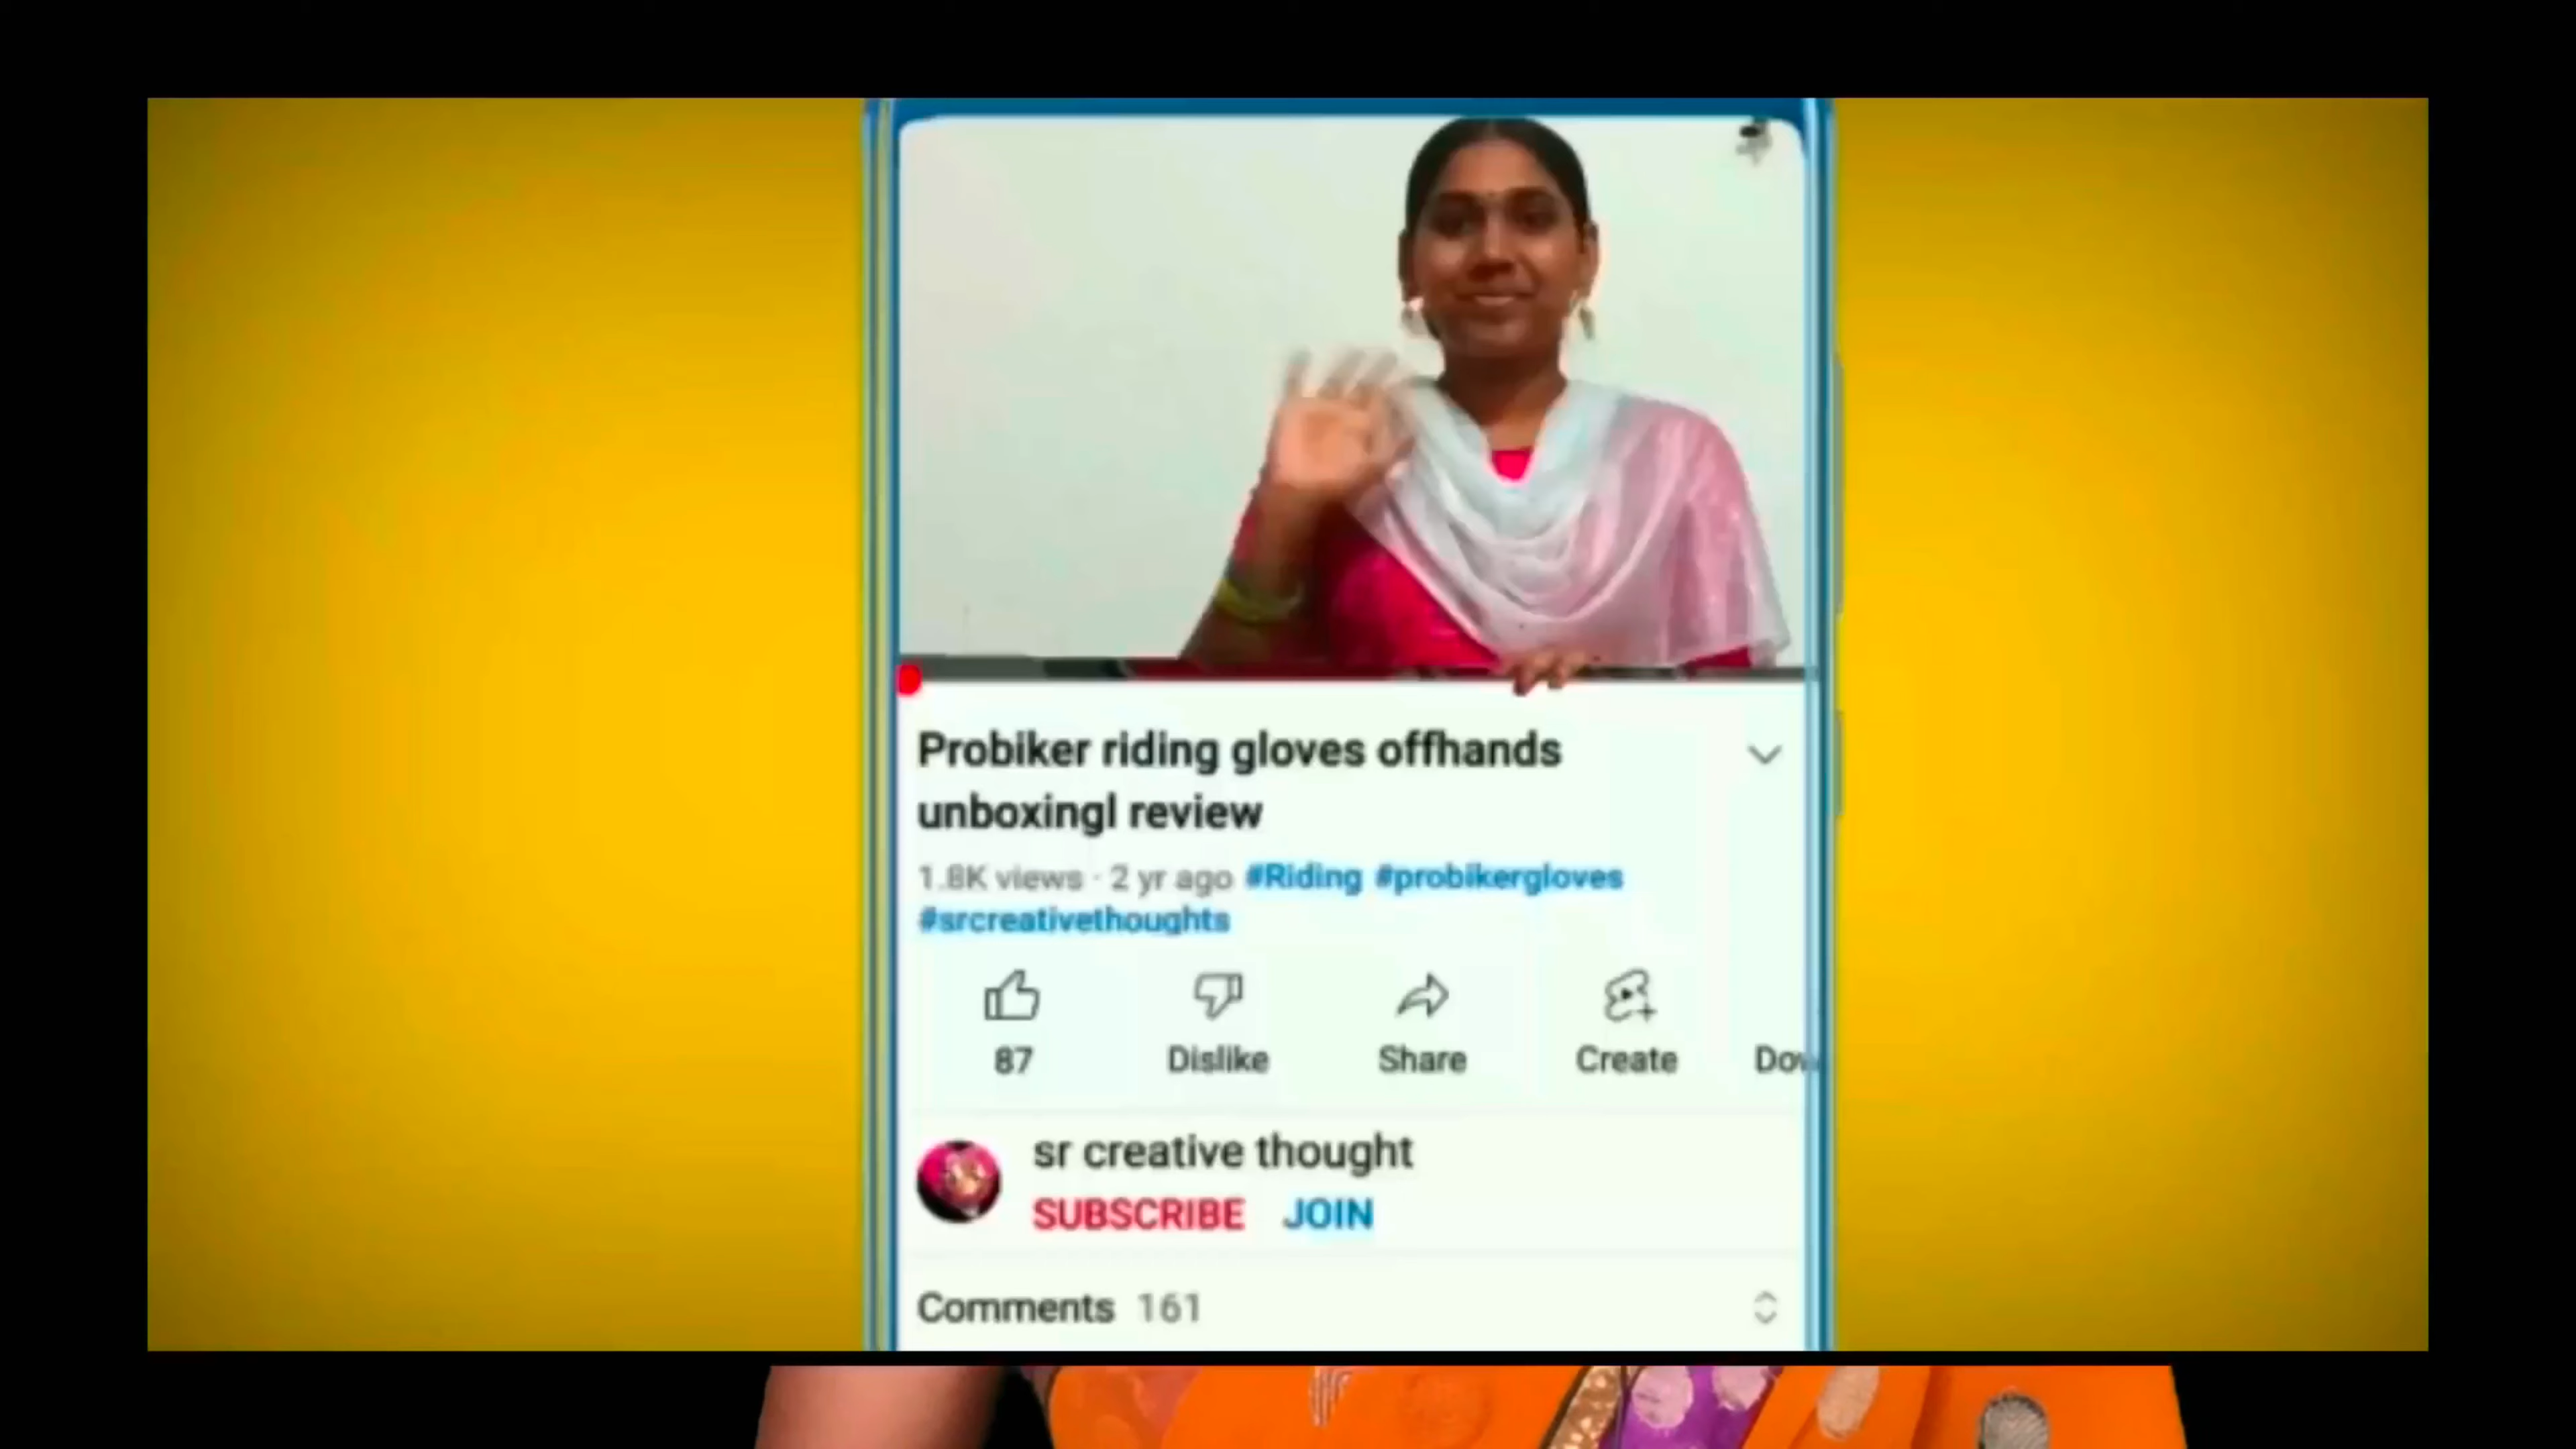 Probiker riding gloves offhands
unboxingl review
1.8K views · 2 yr ago #Riding #probikergloves
#srcreativethoughts
87 Dislike Share Create
sr creative thought
SUBSCRIBE JOIN
Comments 161